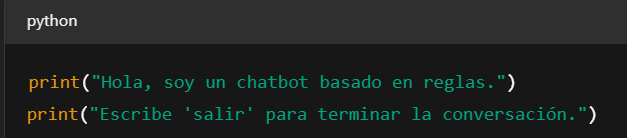 python
print("Hola, soy un chatbot basado en reglas.")
print("Escribe 'salir' para terminar la conversación.")